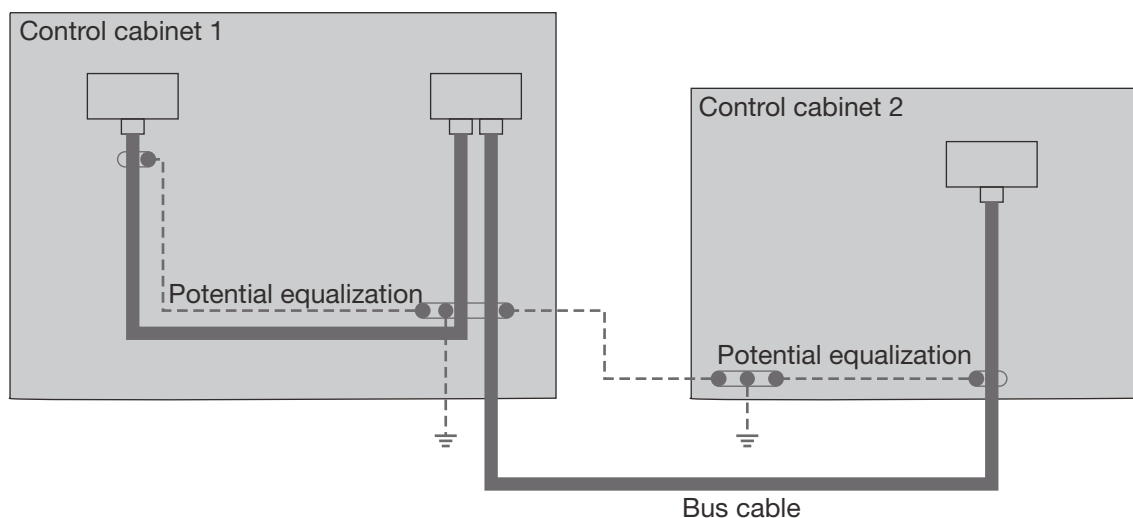 Control cabinet 1
Control cabinet 2
Potential equalization
Potential equalization
Bus cable